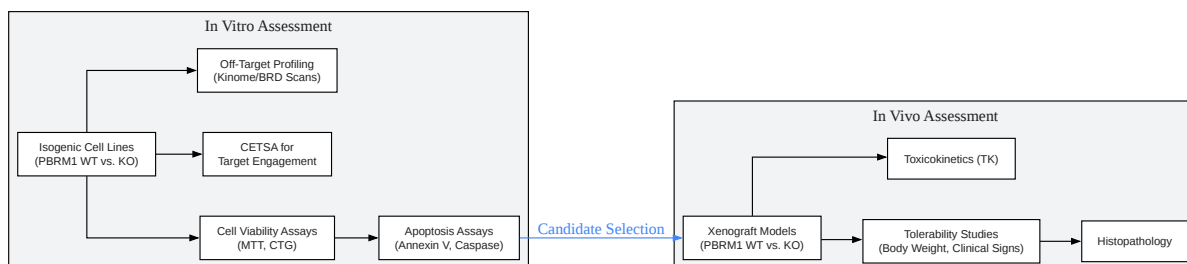 In Vitro Assessment
Off-Target Profiling
(Kinome/BRD Scans)
Isogenic Cell Lines
(PBRM1 WT vs. KO)
CETSA for
Target Engagement
Cell Viability Assays
(MTT, CTG)
Apoptosis Assays
(Annexin V, Caspase)
Candidate Selection
In Vivo Assessment
Toxicokinetics (TK)
Xenograft Models
(PBRM1 WT vs. KO)
Tolerability Studies
(Body Weight, Clinical Signs)
Histopathology